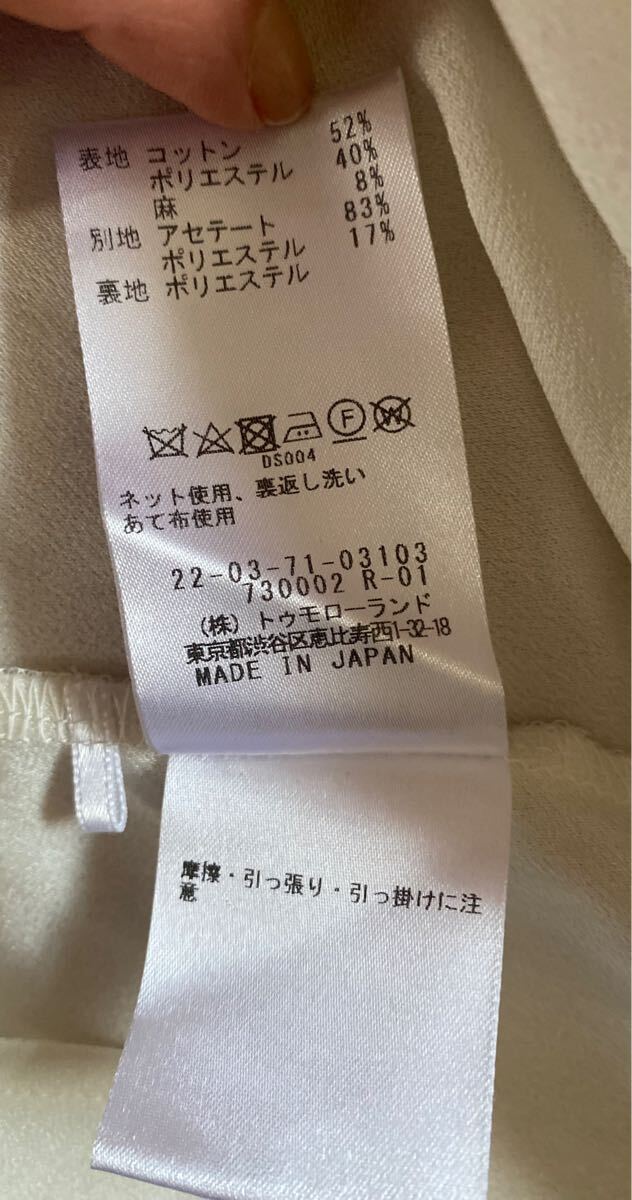 表地 コットン 52%
ポリエステル 40%
麻 8%
別地 アセテート 83%
ポリエステル 17%
裏地 ポリエステル
F W
DS004
ネット使用、裏返し洗い
あて布使用
22-03-71-03103
730002 R-01
(株) トゥモローランド
東京都渋谷区恵比寿西1-32-18
MADE IN JAPAN
摩擦・引っ張り・引っ掛けに注
意